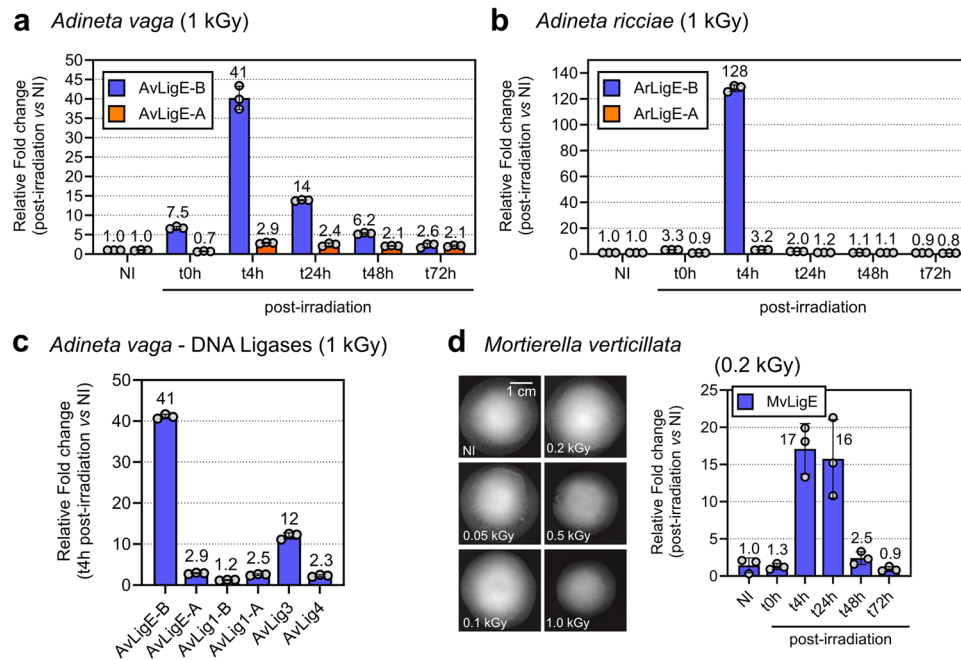 a Adineta vaga (1 kGy)
Relative Fold change
(post-irradiation vs NI)
50
45
40
35
30
25
20
15
10
5
0
AvLigE-B
AvLigE-A
1.0 1.0
7.5 0.7
41 2.9
14 2.4
6.2 2.1
2.6 2.1
NI t0h t4h t24h t48h t72h
post-irradiation
b Adineta ricciae (1 kGy)
Relative Fold change
(post-irradiation vs NI)
140
120
100
80
60
40
20
0
ArLigE-B
ArLigE-A
1.0 1.0
3.3 0.9
128 3.2
2.0 1.2
1.1 1.1
0.9 0.8
NI t0h t4h t24h t48h t72h
post-irradiation
c Adineta vaga - DNA Ligases (1 kGy)
Relative Fold change
(t4h post-irradiation vs NI)
50
40
30
20
10
0
41 2.9 1.2 2.5 12 2.3
AvLigE-B AvLigE-A AvLig1-B AvLig1-A AvLig3 AvLig4
d Mortierella verticillata
1 cm
NI
0.2 kGy
0.05 kGy
0.5 kGy
0.1 kGy
1.0 kGy
(0.2 kGy)
Relative Fold change
(post-irradiation vs NI)
25
20
15
10
5
0
MvLigE
1.0 1.3 17 16 2.5 0.9
NI t0h t4h t24h t48h t72h
post-irradiation